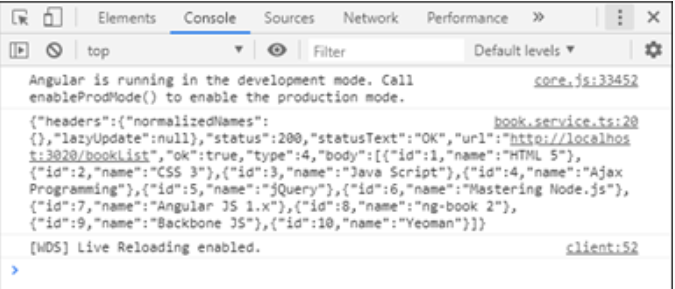 Elements Console Sources Network Performance »
top Filter Default levels
Angular is running in the development mode. Call core.js:33452
enableProdMode() to enable the production mode.
{"headers":{"normalizedNames": book.service.ts:20
{},"lazyUpdate":null},"status":200,"statusText":"OK","url":"http://localhos
t:3020/bookList","ok":true,"type":4,"body":[{"id":1,"name":"HTML 5"},
{"id":2,"name":"CSS 3"},{"id":3,"name":"Java Script"},{"id":4,"name":"Ajax
Programming"},{"id":5,"name":"jQuery"},{"id":6,"name":"Mastering Node.js"},
{"id":7,"name":"Angular JS 1.x"},{"id":8,"name":"ng-book 2"},
{"id":9,"name":"Backbone JS"},{"id":10,"name":"Yeoman"}]}
[WDS] Live Reloading enabled. client:52